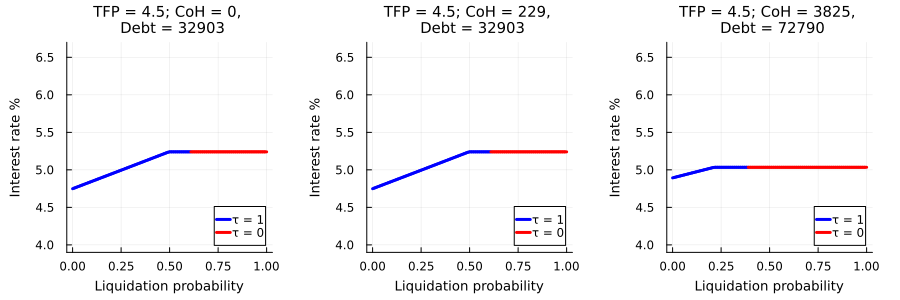 TFP = 4.5; CoH = 0,
Debt = 32903
Interest rate %
6.5
6.0
5.5
5.0
4.5
4.0
τ = 1
τ = 0
0.00 0.25 0.50 0.75 1.00
Liquidation probability
TFP = 4.5; CoH = 229,
Debt = 32903
Interest rate %
6.5
6.0
5.5
5.0
4.5
4.0
τ = 1
τ = 0
0.00 0.25 0.50 0.75 1.00
Liquidation probability
TFP = 4.5; CoH = 3825,
Debt = 72790
Interest rate %
6.5
6.0
5.5
5.0
4.5
4.0
τ = 1
τ = 0
0.00 0.25 0.50 0.75 1.00
Liquidation probability